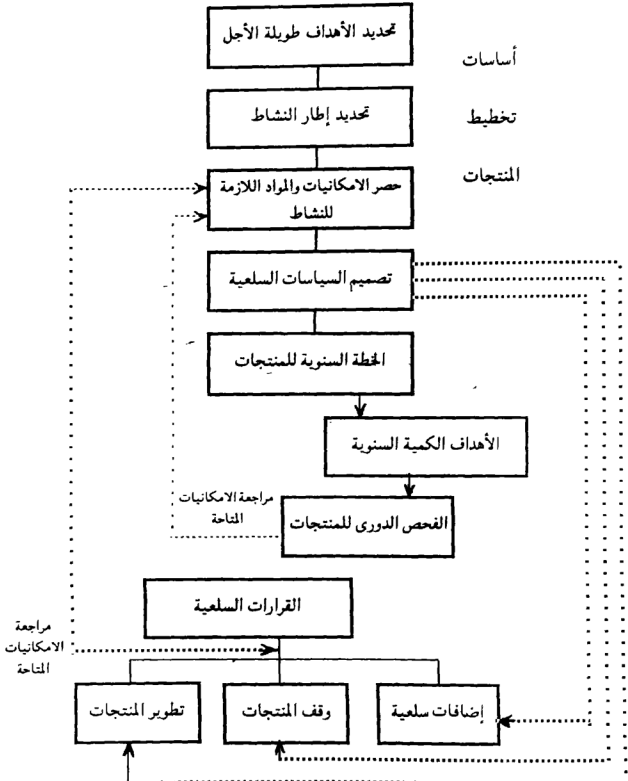 تحديد الأهداف طويلة الأجل
أساسات
تحديد إطار النشاط
تخطيط
حصر الامكانيات والمواد اللازمة
للنشاط
المنتجات
تصميم السياسات السلعية
الخطة السنوية للمنتجات
الأهداف الكمية السنوية
الفحص الدورى للمنتجات
مراجعة الامكانيات
المتاحة
القرارات السلعية
مراجعة
الامكانيات
المتاحة
إضافات سلعية
وقف المنتجات
تطوير المنتجات